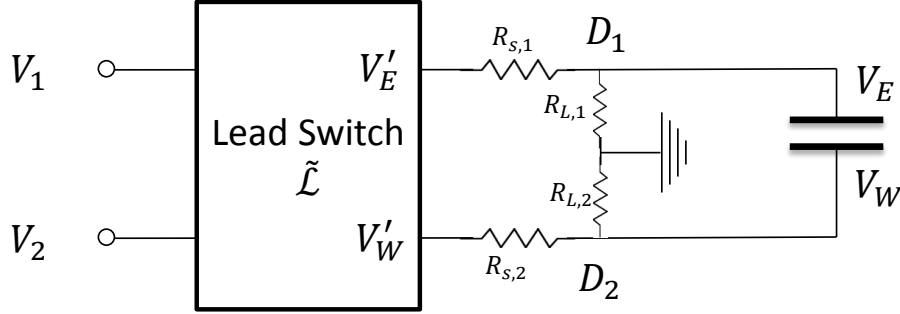 R_{s,1}
D_1
V_1
V'_E
V_E
R_{L,1}
Lead Switch
\tilde{\mathcal{L}}
R_{L,2}
V_W
V_2
V'_W
R_{s,2}
D_2